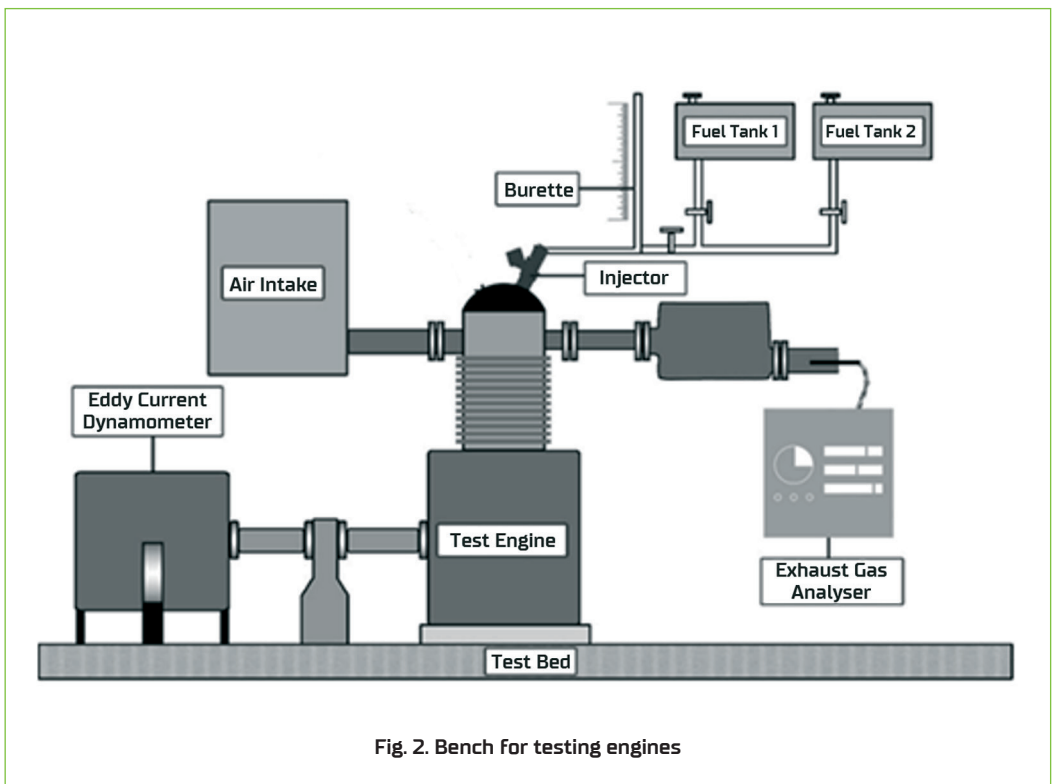 Fuel Tank 1
Fuel Tank 2
Burette
Air Intake
Injector
Eddy Current
Dynamometer
Test Engine
Exhaust Gas
Analyser
Test Bed
Fig. 2. Bench for testing engines